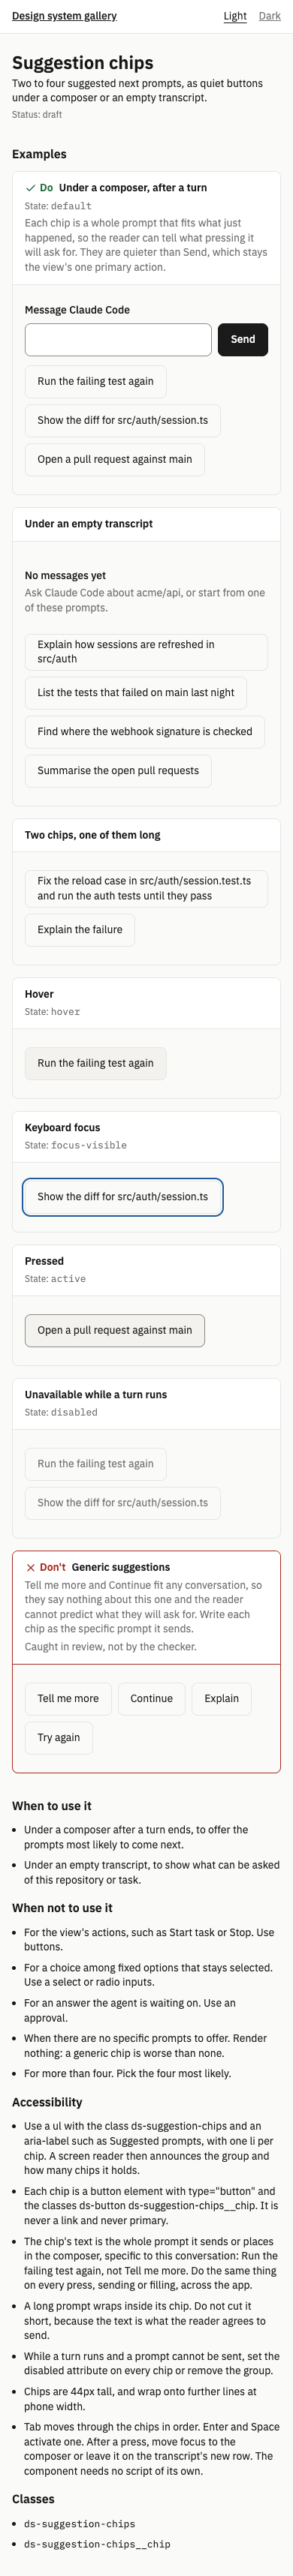 Design system gallery
Light Dark
Suggestion chips
Two to four suggested next prompts, as quiet buttons
under a composer or an empty transcript.
Status: draft
Examples
Do Under a composer, after a turn
State: default
Each chip is a whole prompt that fits what just
happened, so the reader can tell what pressing it
will ask for. They are quieter than Send, which stays
the view's one primary action.
Message Claude Code
Send
Run the failing test again
Show the diff for src/auth/session.ts
Open a pull request against main
Under an empty transcript
No messages yet
Ask Claude about acme/api, or start from one
of these prompts.
Explain how sessions are refreshed in
src/auth
List the tests that failed on main last night
Find where the webhook signature is checked
Summarise the open pull requests
Two chips, one of them long
Fix the reload case in src/auth/session.test.ts
and run the auth tests until they pass
Explain the failure
Hover
State: hover
Run the failing test again
Keyboard focus
State: focus-visible
Show the diff for src/auth/session.ts
Pressed
State: active
Open a pull request against main
Unavailable while a turn runs
State: disabled
Run the failing test again
Show the diff for src/auth/session.ts
Don't Generic suggestions
Tell me more and Continue fit any conversation, so
they say nothing about this one and the reader
cannot predict what they will ask for. Write each
chip as the specific prompt it sends.
Caught in review, not by the checker.
Tell me more
Continue
Explain
Try again
When to use it
• Under a composer after a turn ends, to offer the
prompts most likely to come next.
• Under an empty transcript, to show what can be asked
of this repository or task.
When not to use it
• For the view's actions, such as Start task or Stop. Use
buttons.
• For a choice among fixed options that stays selected.
Use a select or radio inputs.
• For an answer the agent is waiting on. Use an
approval.
• When there are no specific prompts to offer. Render
nothing: a generic chip is worse than none.
• For more than four. Pick the four most likely.
Accessibility
• Use a ul with the class ds-suggestion-chips and an
aria-label such as Suggested prompts, with one li per
chip. A screen reader then announces the group and
how many chips it holds.
• Each chip is a button element with type="button" and
the classes ds-button ds-suggestion-chips__chip. It is
never a link and never primary.
• The chip's text is the whole prompt it sends or places
in the composer, specific to this conversation: Run the
failing test again, not Tell me more. Do the same thing
on every press, sending or filling, across the app.
• A long prompt wraps inside its chip. Do not cut it
short, because the text is what the reader agrees to
send.
• While a turn runs and a prompt cannot be sent, set the
disabled attribute on every chip or remove the group.
• Chips are 44px tall, and wrap onto further lines at
phone width.
• Tab moves through the chips in order. Enter and Space
activate one. After a press, move focus to the
composer or leave it on the transcript's new row. The
component needs no script of its own.
Classes
• ds-suggestion-chips
• ds-suggestion-chips__chip